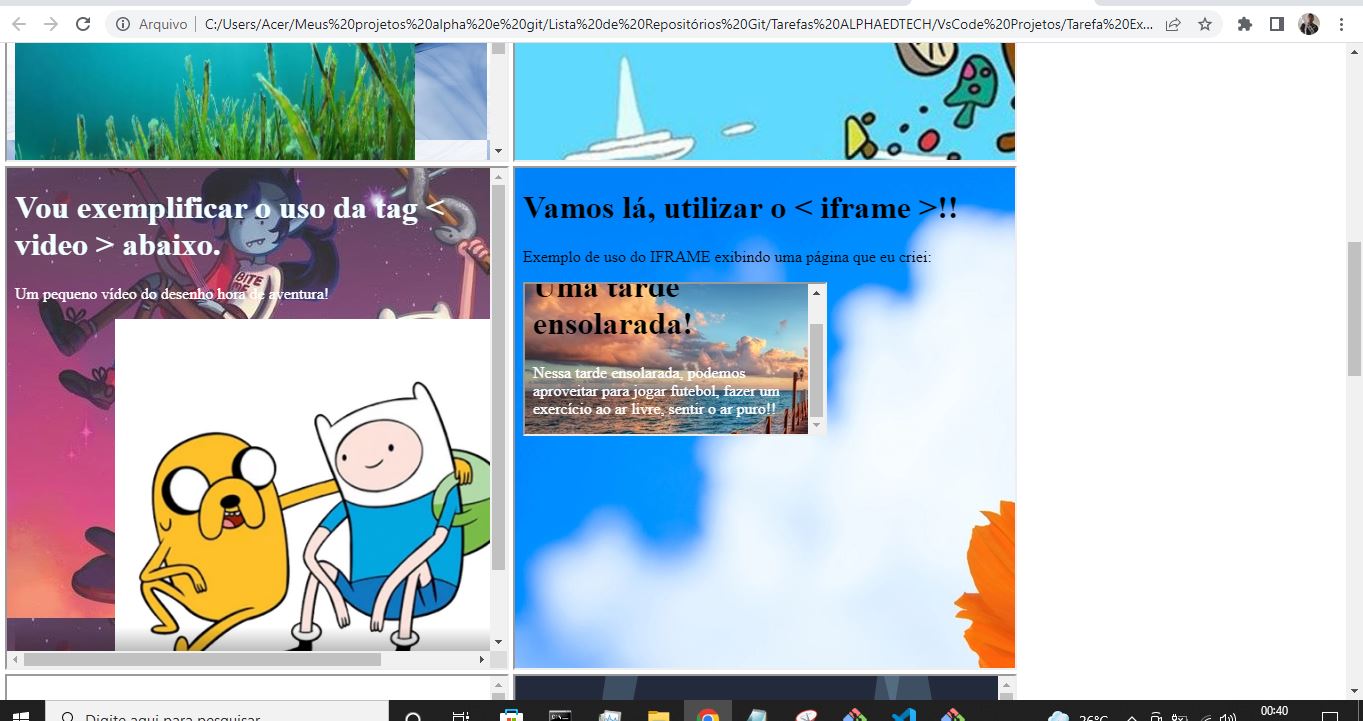 Arquivo
C:/Users/Acer/Meus%20projetos%20alpha%20e%20git/Lista%20de%20Repositórios%20Git/Tarefas%20ALPHAEDTECH/VsCode%20Projetos/Tarefa%20Ex...
Vou exemplificar o uso da tag <
video > abaixo.
BITE
Um pequeno vídeo do desenho hora de aventura!
Vamos lá, utilizar o < iframe >!!
Exemplo de uso do IFRAME exibindo uma página que eu criei:
Uma tarde
ensolarada!
Nessa tarde ensolarada, podemos
aproveitar para jogar futebol, fazer um
exercício ao ar livre, sentir o ar puro!!
Digite aqui para pesquisar
26°C
00:40